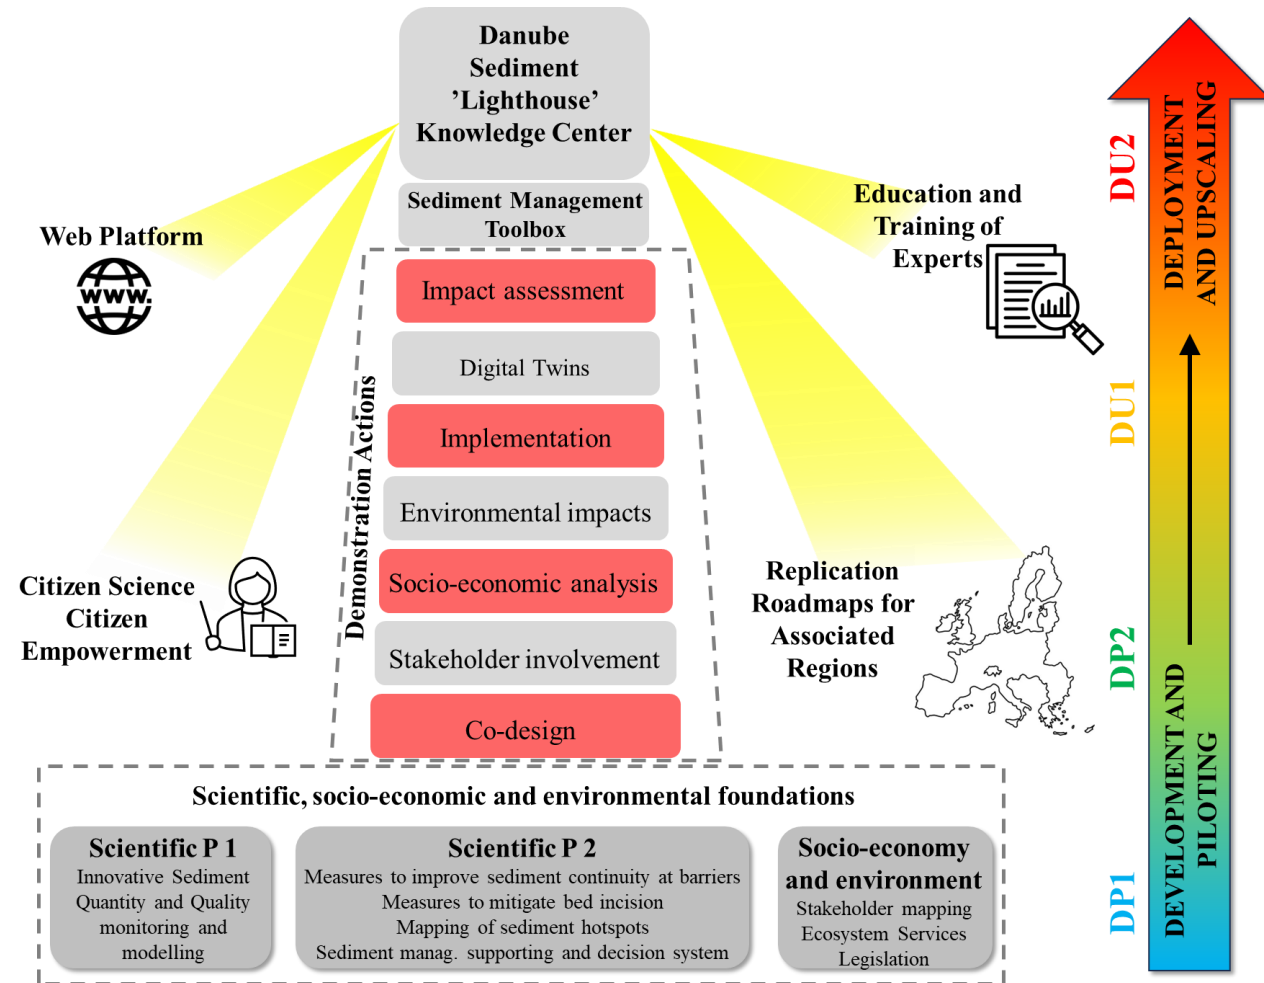 Danube
Sediment
’Lighthouse’
Knowledge Center
Sediment Management
Toolbox
Web Platform
WWW.
Education and
Training of
Experts
Demonstration Actions
Impact assessment
Digital Twins
Implementation
Environmental impacts
Socio-economic analysis
Stakeholder involvement
Co-design
Citizen Science
Citizen
Empowerment
Replication
Roadmaps for
Associated
Regions
Scientific, socio-economic and environmental foundations
Scientific P 1
Innovative Sediment
Quantity and Quality
monitoring and
modelling
Scientific P 2
Measures to improve sediment continuity at barriers
Measures to mitigate bed incision
Mapping of sediment hotspots
Sediment manag. supporting and decision system
Socio-economy
and environment
Stakeholder mapping
Ecosystem Services
Legislation
DU2
DU1
DP2
DP1
DEPLOYMENT
AND UPSCALING
DEVELOPMENT AND
PILOTING